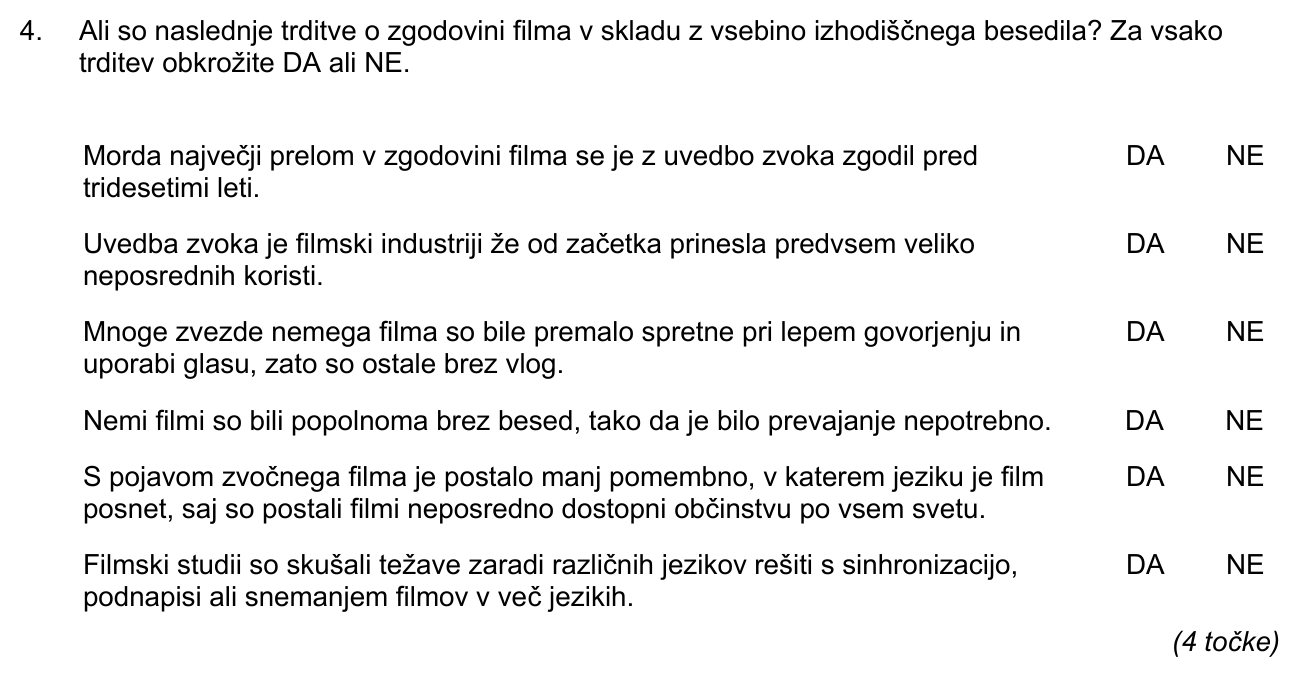 4. Ali so naslednje trditve o zgodovini filma v skladu z vsebino izhodiščnega besedila? Za vsako
trditev obkrožite DA ali NE.
Morda največji prelom v zgodovini filma se je z uvedbo zvoka zgodil pred DA NE
tridesetimi leti.
Uvedba zvoka je filmski industriji že od začetka prinesla predvsem veliko DA NE
neposrednih koristi.
Mnoge zvezde nemega filma so bile premalo spretne pri lepem govorjenju in DA NE
uporabi glasu, zato so ostale brez vlog.
Nemi filmi so bili popolnoma brez besed, tako da je bilo prevajanje nepotrebno. DA NE
S pojavom zvočnega filma je postalo manj pomembno, v katerem jeziku je film DA NE
posnet, saj so postali filmi neposredno dostopni občinstvu po vsem svetu.
Filmski studii so skušali težave zaradi različnih jezikov rešiti s sinhronizacijo, DA NE
podnapisi ali snemanjem filmov v več jezikih.
(4 točke)